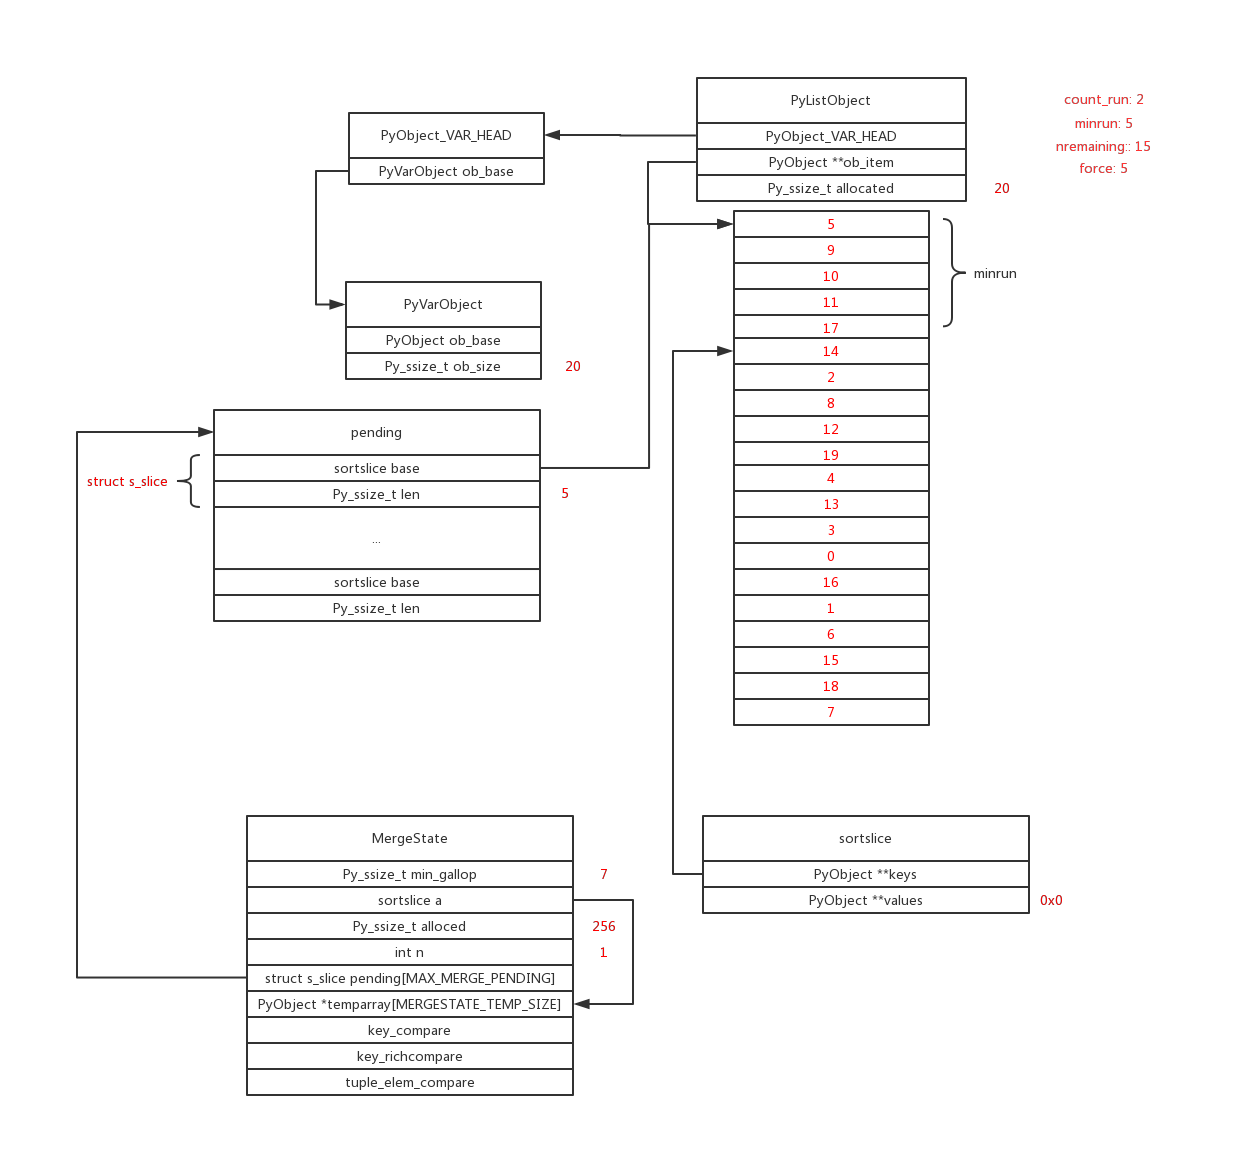 PyListObject
PyObject_VAR_HEAD
PyObject **ob_item
Py_ssize_t allocated
20
count_run: 2
minrun: 5
nremaining:: 15
force: 5
PyObject_VAR_HEAD
PyVarObject ob_base
PyVarObject
PyObject ob_base
Py_ssize_t ob_size
20
5
9
10
11
17
14
2
8
12
19
4
13
3
0
16
1
6
15
18
7
minrun
pending
sortslice base
Py_ssize_t len
5
struct s_slice
...
sortslice base
Py_ssize_t len
MergeState
Py_ssize_t min_gallop
7
sortslice a
Py_ssize_t alloced
256
int n
1
struct s_slice pending[MAX_MERGE_PENDING]
PyObject *temparray[MERGESTATE_TEMP_SIZE]
key_compare
key_richcompare
tuple_elem_compare
sortslice
PyObject **keys
PyObject **values
0x0